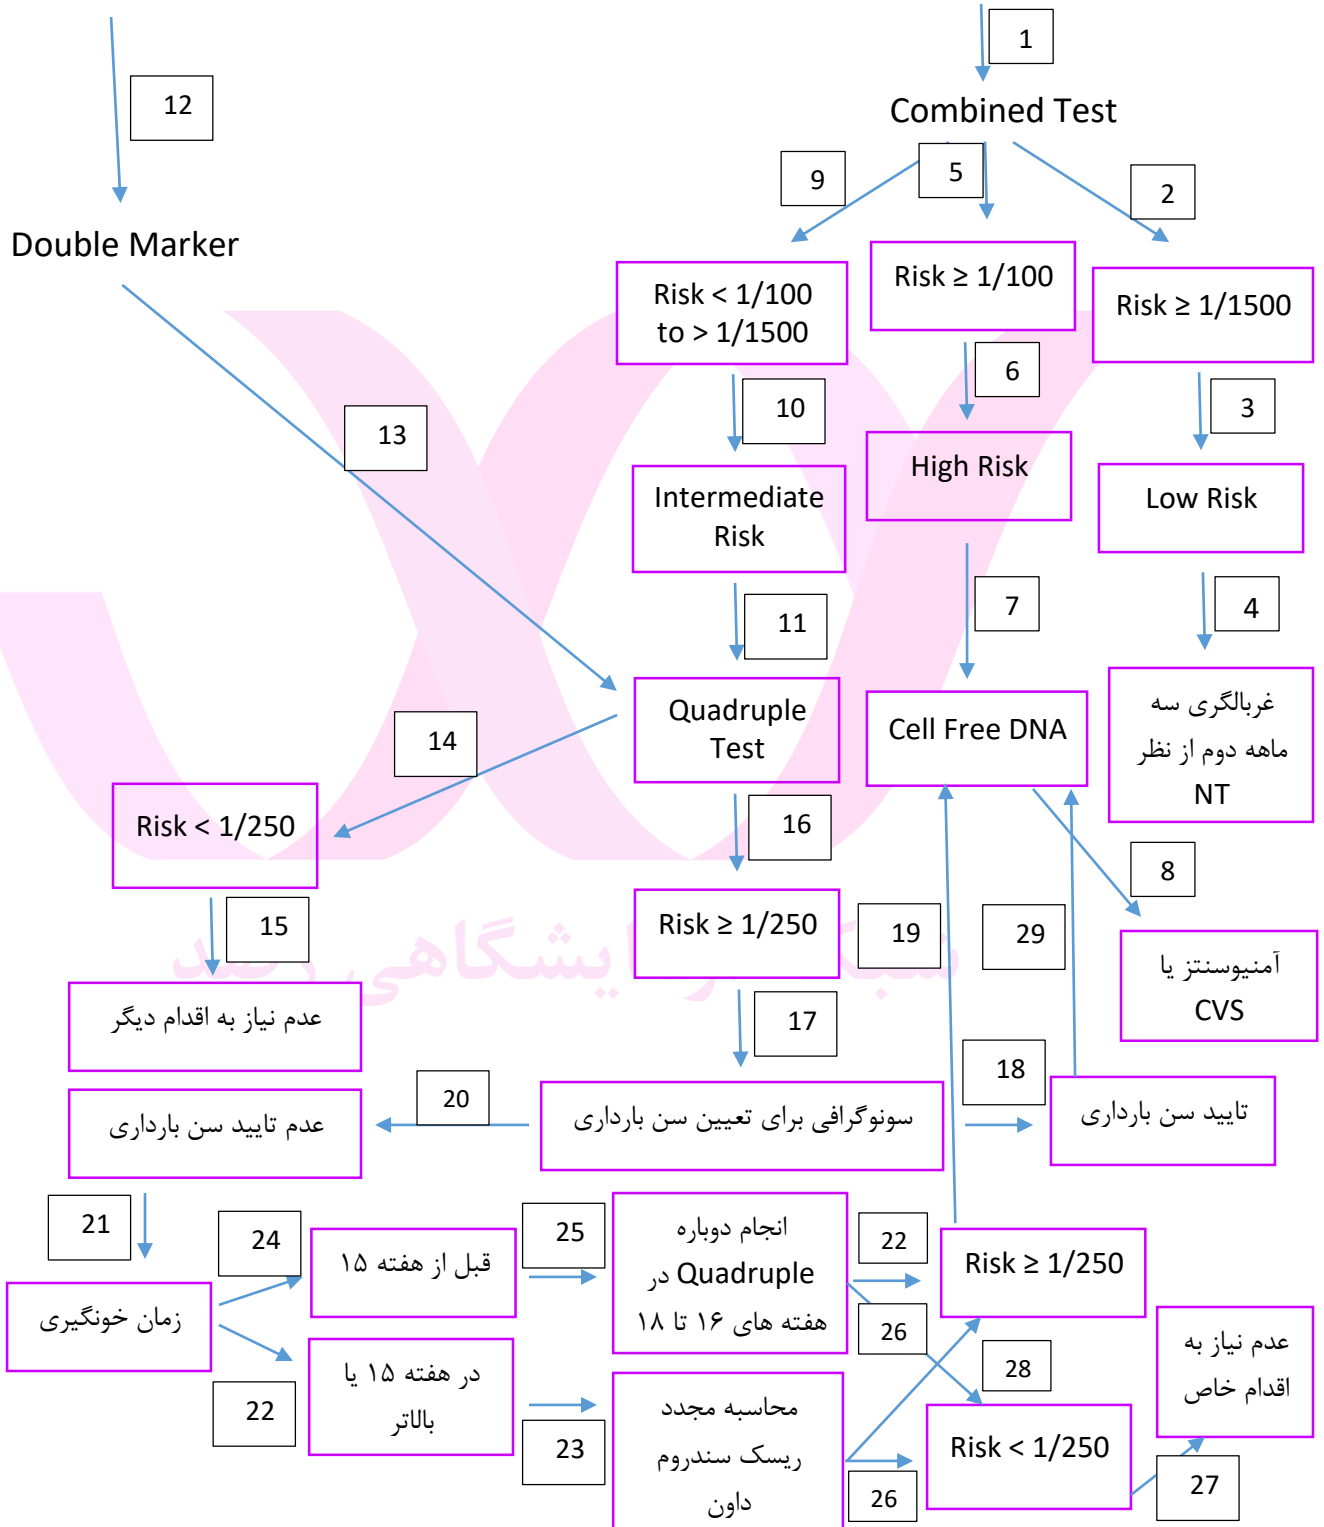 1
12
Combined Test
9
5
2
Double Marker
Risk < 1/100
to > 1/1500
Risk ≥ 1/100
Risk ≥ 1/1500
10
6
3
13
Intermediate
Risk
High Risk
Low Risk
11
7
4
Quadruple
Test
Cell Free DNA
غربالگری سه
ماهه دوم از نظر
NT
14
Risk < 1/250
16
8
15
Risk ≥ 1/250
19
29
آمنیوسنتز یا
CVS
عدم نیاز به اقدام دیگر
17
18
عدم تایید سن بارداری
20
سونوگرافی برای تعیین سن بارداری
تایید سن بارداری
21
24
قبل از هفته ۱۵
25
انجام دوباره
Quadruple در
هفته های ۱۶ تا ۱۸
22
Risk ≥ 1/250
زمان خونگیری
26
28
عدم نیاز به
اقدام خاص
22
در هفته ۱۵ یا
بالاتر
23
محاسبه مجدد
ریسک سندروم
داون
26
Risk < 1/250
27